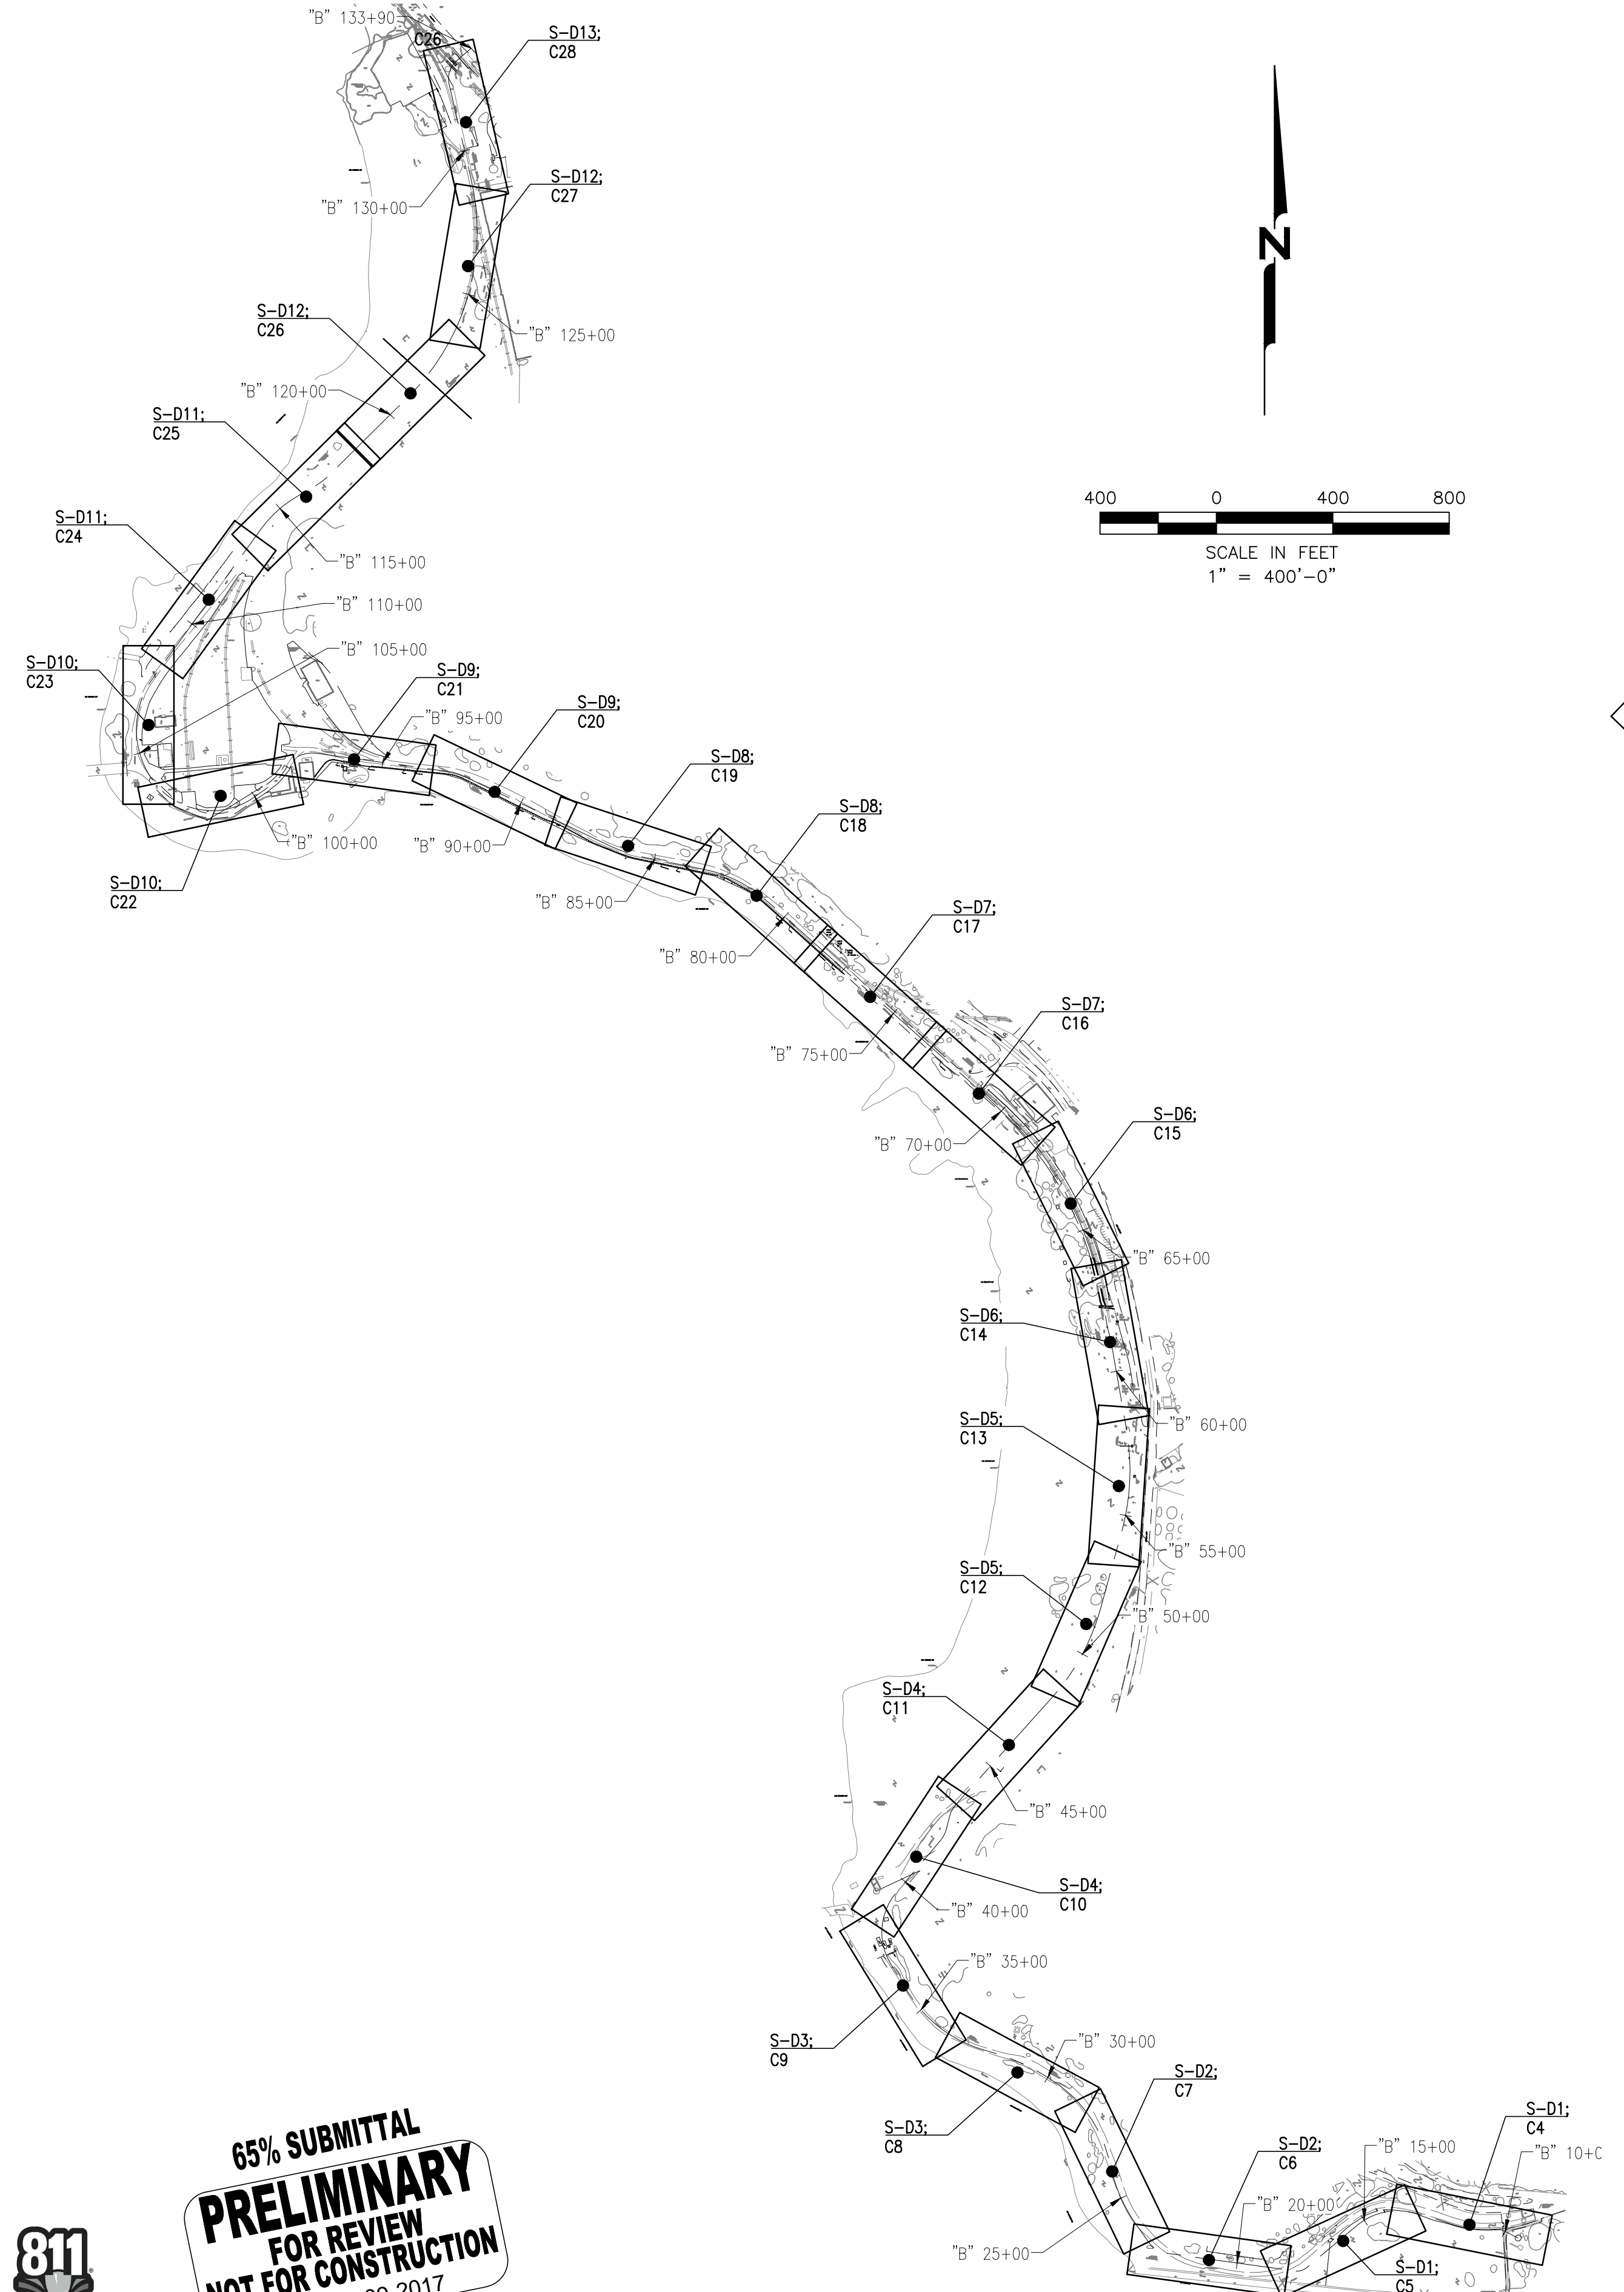 "B" 133+90
C26
S-D13;
C28
S-D12;
C27
"B" 130+00
S-D12;
C26
"B" 125+00
"B" 120+00
S-D11;
C25
N
400 0 400 800
SCALE IN FEET
1" = 400'-0"
S-D11;
C24
"B" 115+00
"B" 110+00
"B" 105+00
S-D10;
C23
S-D9;
C21
"B" 95+00
S-D9;
C20
S-D8;
C19
S-D8;
C18
"B" 100+00
"B" 90+00
S-D10;
C22
"B" 85+00
S-D7;
C17
"B" 80+00
S-D7;
C16
"B" 75+00
S-D6;
C15
"B" 70+00
"B" 65+00
S-D6;
C14
S-D5;
C13
"B" 60+00
"B" 55+00
S-D5;
C12
"B" 50+00
S-D4;
C11
"B" 45+00
S-D4;
C10
"B" 40+00
"B" 35+00
S-D3;
C9
"B" 30+00
S-D2;
C7
S-D3;
C8
S-D1;
C4
S-D2;
C6
"B" 15+00
"B" 10+0
"B" 20+00
"B" 25+00
S-D1;
C5
65% SUBMITTAL
PRELIMINARY
FOR REVIEW
NOT FOR CONSTRUCTION
2017
811